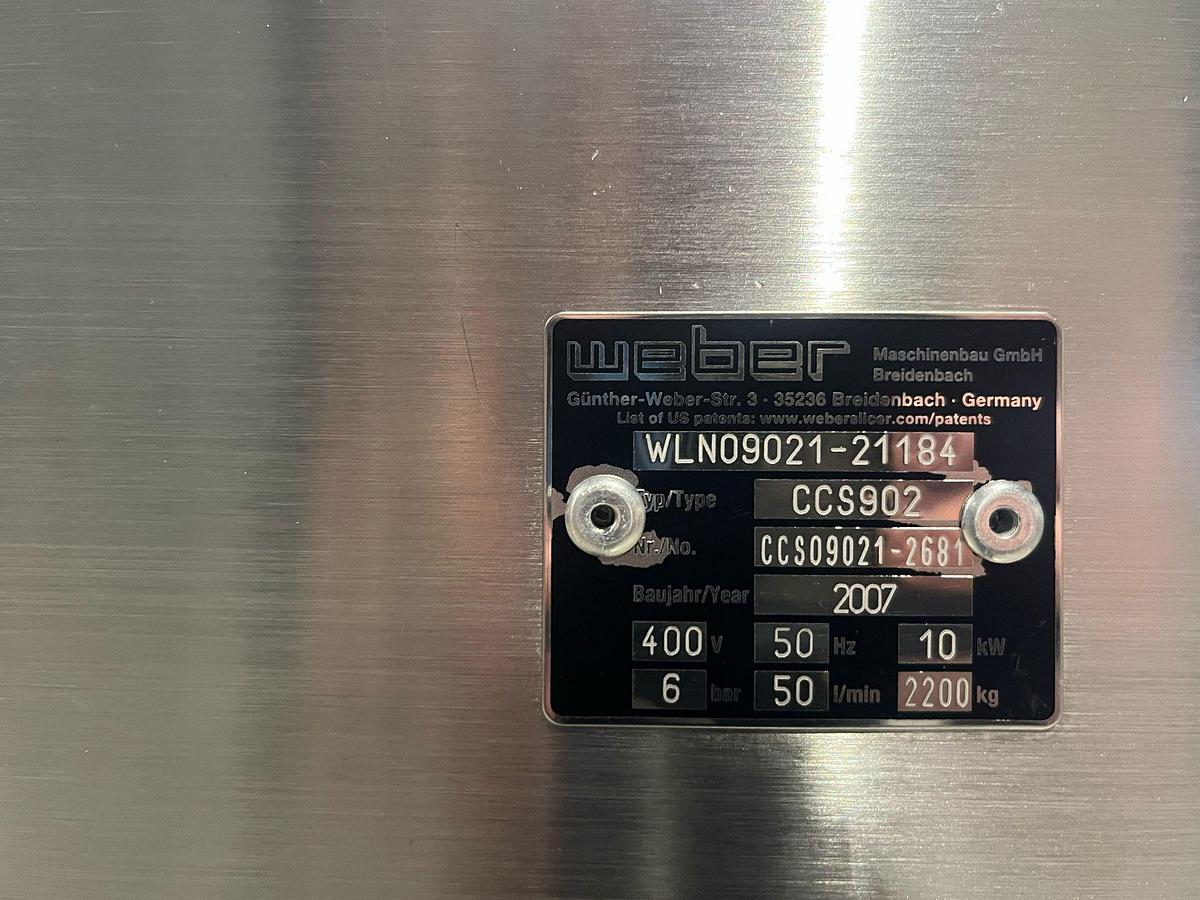 weber Maschinenbau GmbH
Breidenbach
Günther-Weber-Str. 3 · 35236 Breidenbach · Germany
List of US patents: www.weberslicer.com/patents
WLN09021-21184
Typ/Type CCS902
Nr./No. CCS09021-2681
Baujahr/Year 2007
400 V 50 Hz 10 kW
6 bar 50 l/min 2200 kg